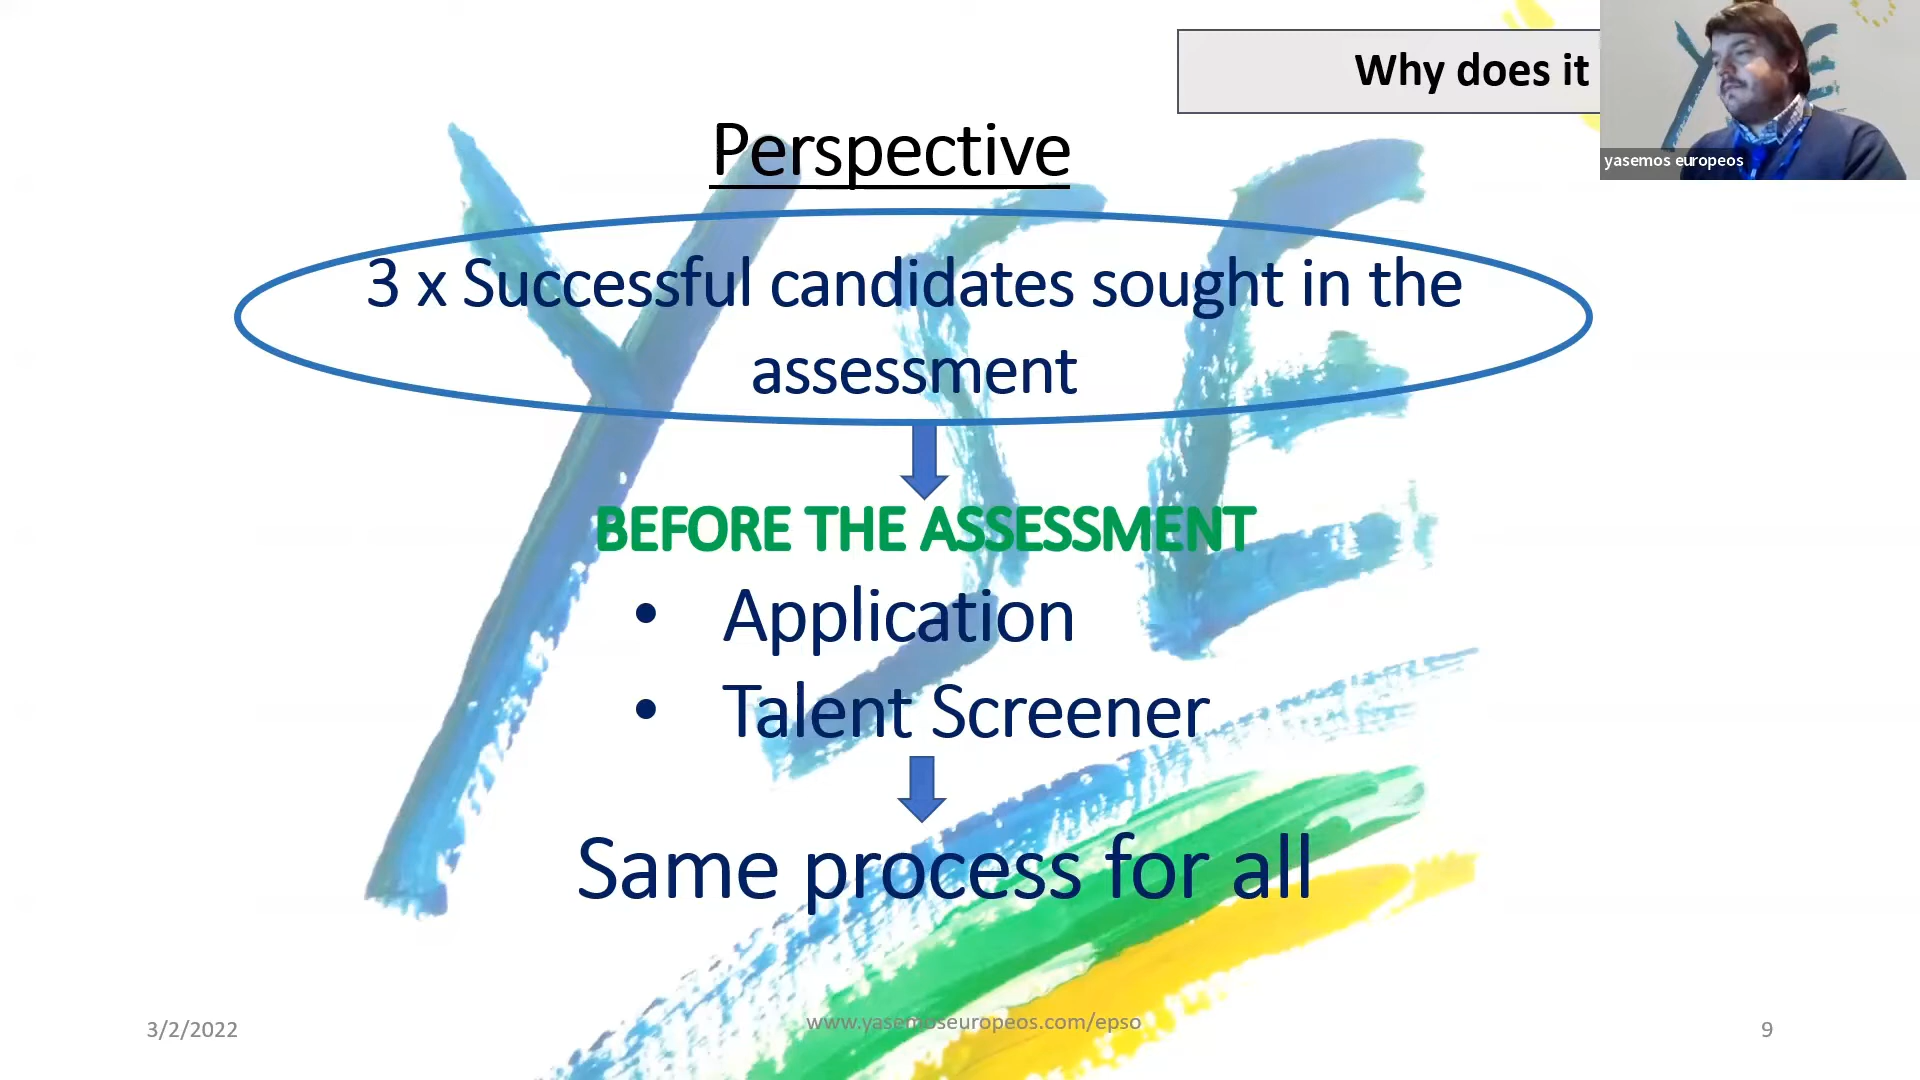 Why does it
yasemos europeos
Perspective
3 x Successful candidates sought in the
assessment
BEFORE THE ASSESSMENT
• Application
• Talent Screener
Same process for all
3/2/2022
www.yasemoseuropeos.com/epso
9